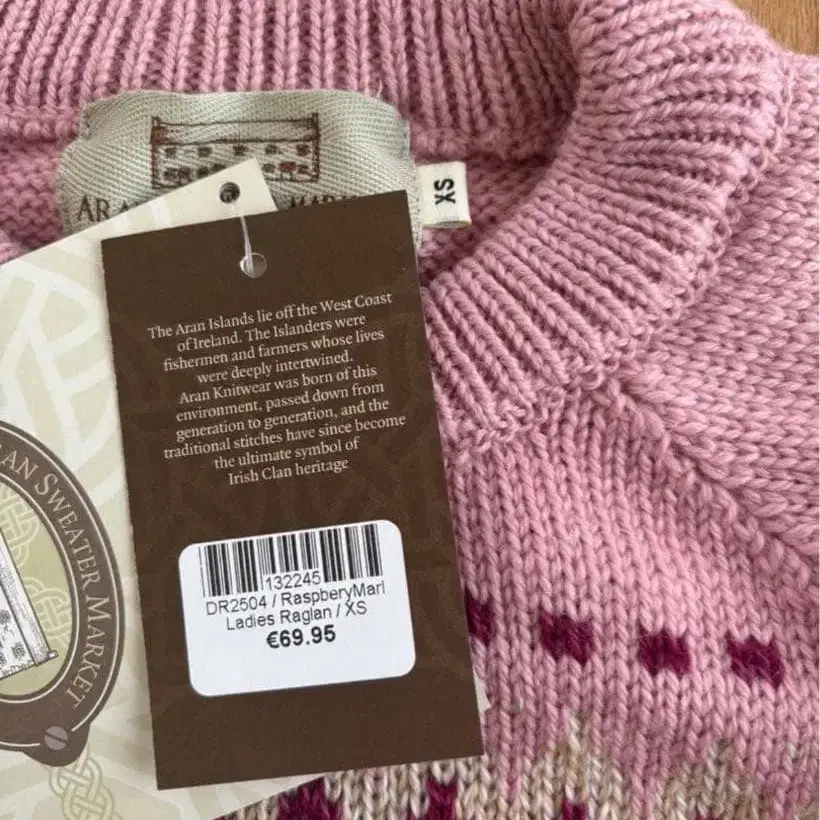 XS
The Aran Islands lie off the West Coast
of Ireland. The Islanders were
fishermen and farmers whose lives
were deeply intertwined.
Aran Knitwear was born of this
environment, passed down from
generation to generation, and the
traditional stitches have since become
the ultimate symbol of
Irish Clan heritage
SWEATER MARKET
132245
DR2504 / RaspberyMarl
Ladies Raglan / XS
€69.95